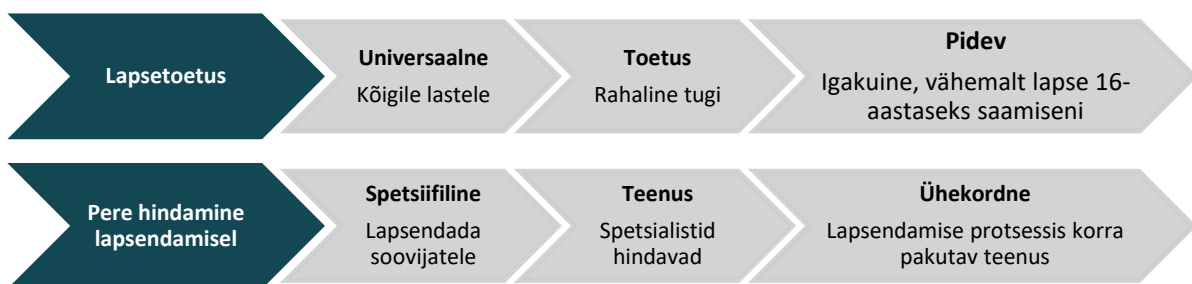 Lapsetoetus
Universaalne
Kõigile lastele
Toetus
Rahaline tugi
Pidev
Igakuine, vähemalt lapse 16-
aastaseks saamiseni
Pere hindamine
lapsendamisel
Spetsiifiline
Lapsendada
soovijatele
Teenus
Spetsialistid
hindavad
Ühekordne
Lapsendamise protsessis korra
pakutav teenus